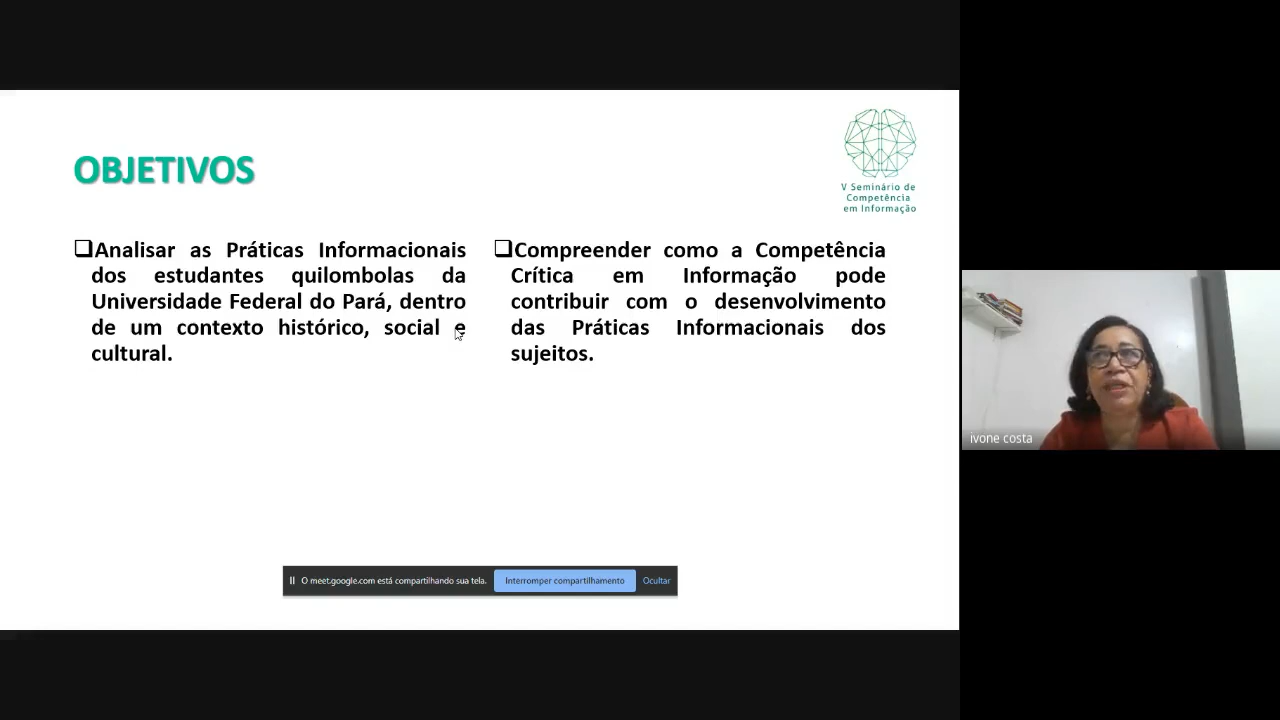 OBJETIVOS
V Seminário de
Competência
em Informação
❑Analisar as Práticas Informacionais
dos estudantes quilombolas da
Universidade Federal do Pará, dentro
de um contexto histórico, social e
cultural.
❑Compreender como a Competência
Crítica em Informação pode
contribuir com o desenvolvimento
das Práticas Informacionais dos
sujeitos.
ivone costa
O meet.google.com está compartilhando sua tela. Interromper compartilhamento Ocultar